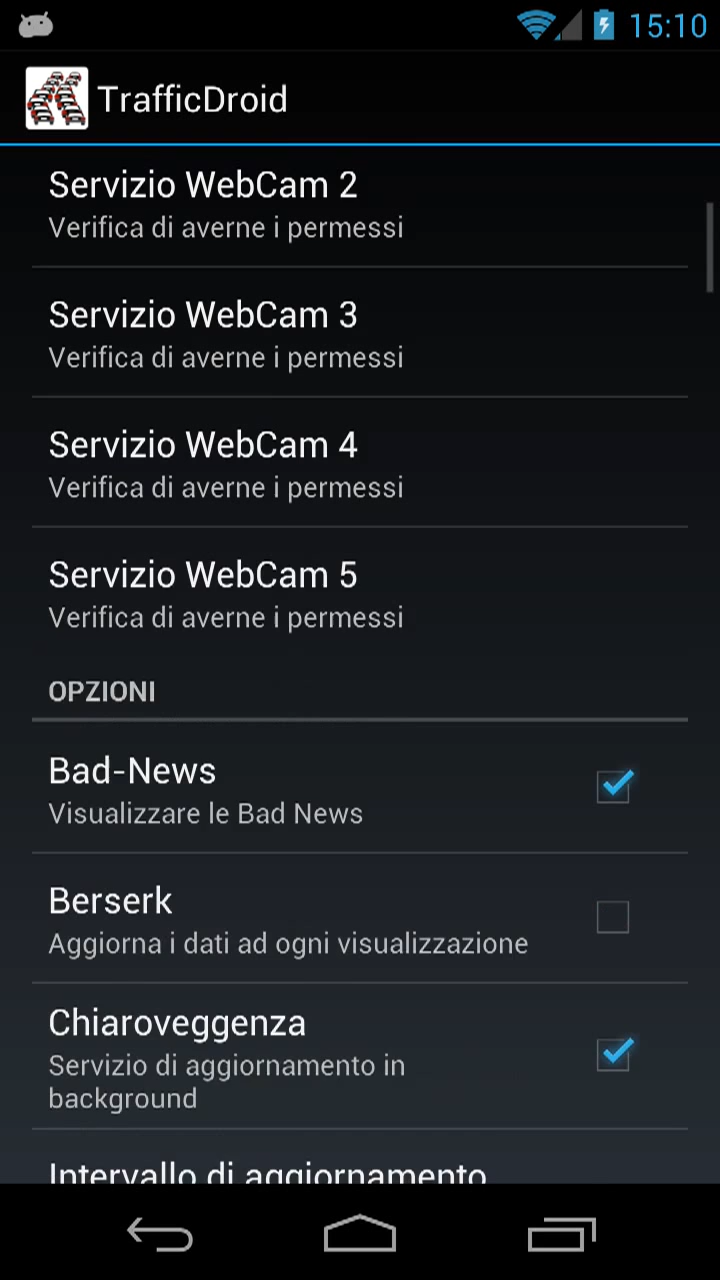 15:10
TrafficDroid
Servizio WebCam 2
Verifica di averne i permessi
Servizio WebCam 3
Verifica di averne i permessi
Servizio WebCam 4
Verifica di averne i permessi
Servizio WebCam 5
Verifica di averne i permessi
OPZIONI
Bad-News
Visualizzare le Bad News
Berserk
Aggiorna i dati ad ogni visualizzazione
Chiaroveggenza
Servizio di aggiornamento in
background
Intervallo di aggiornamento